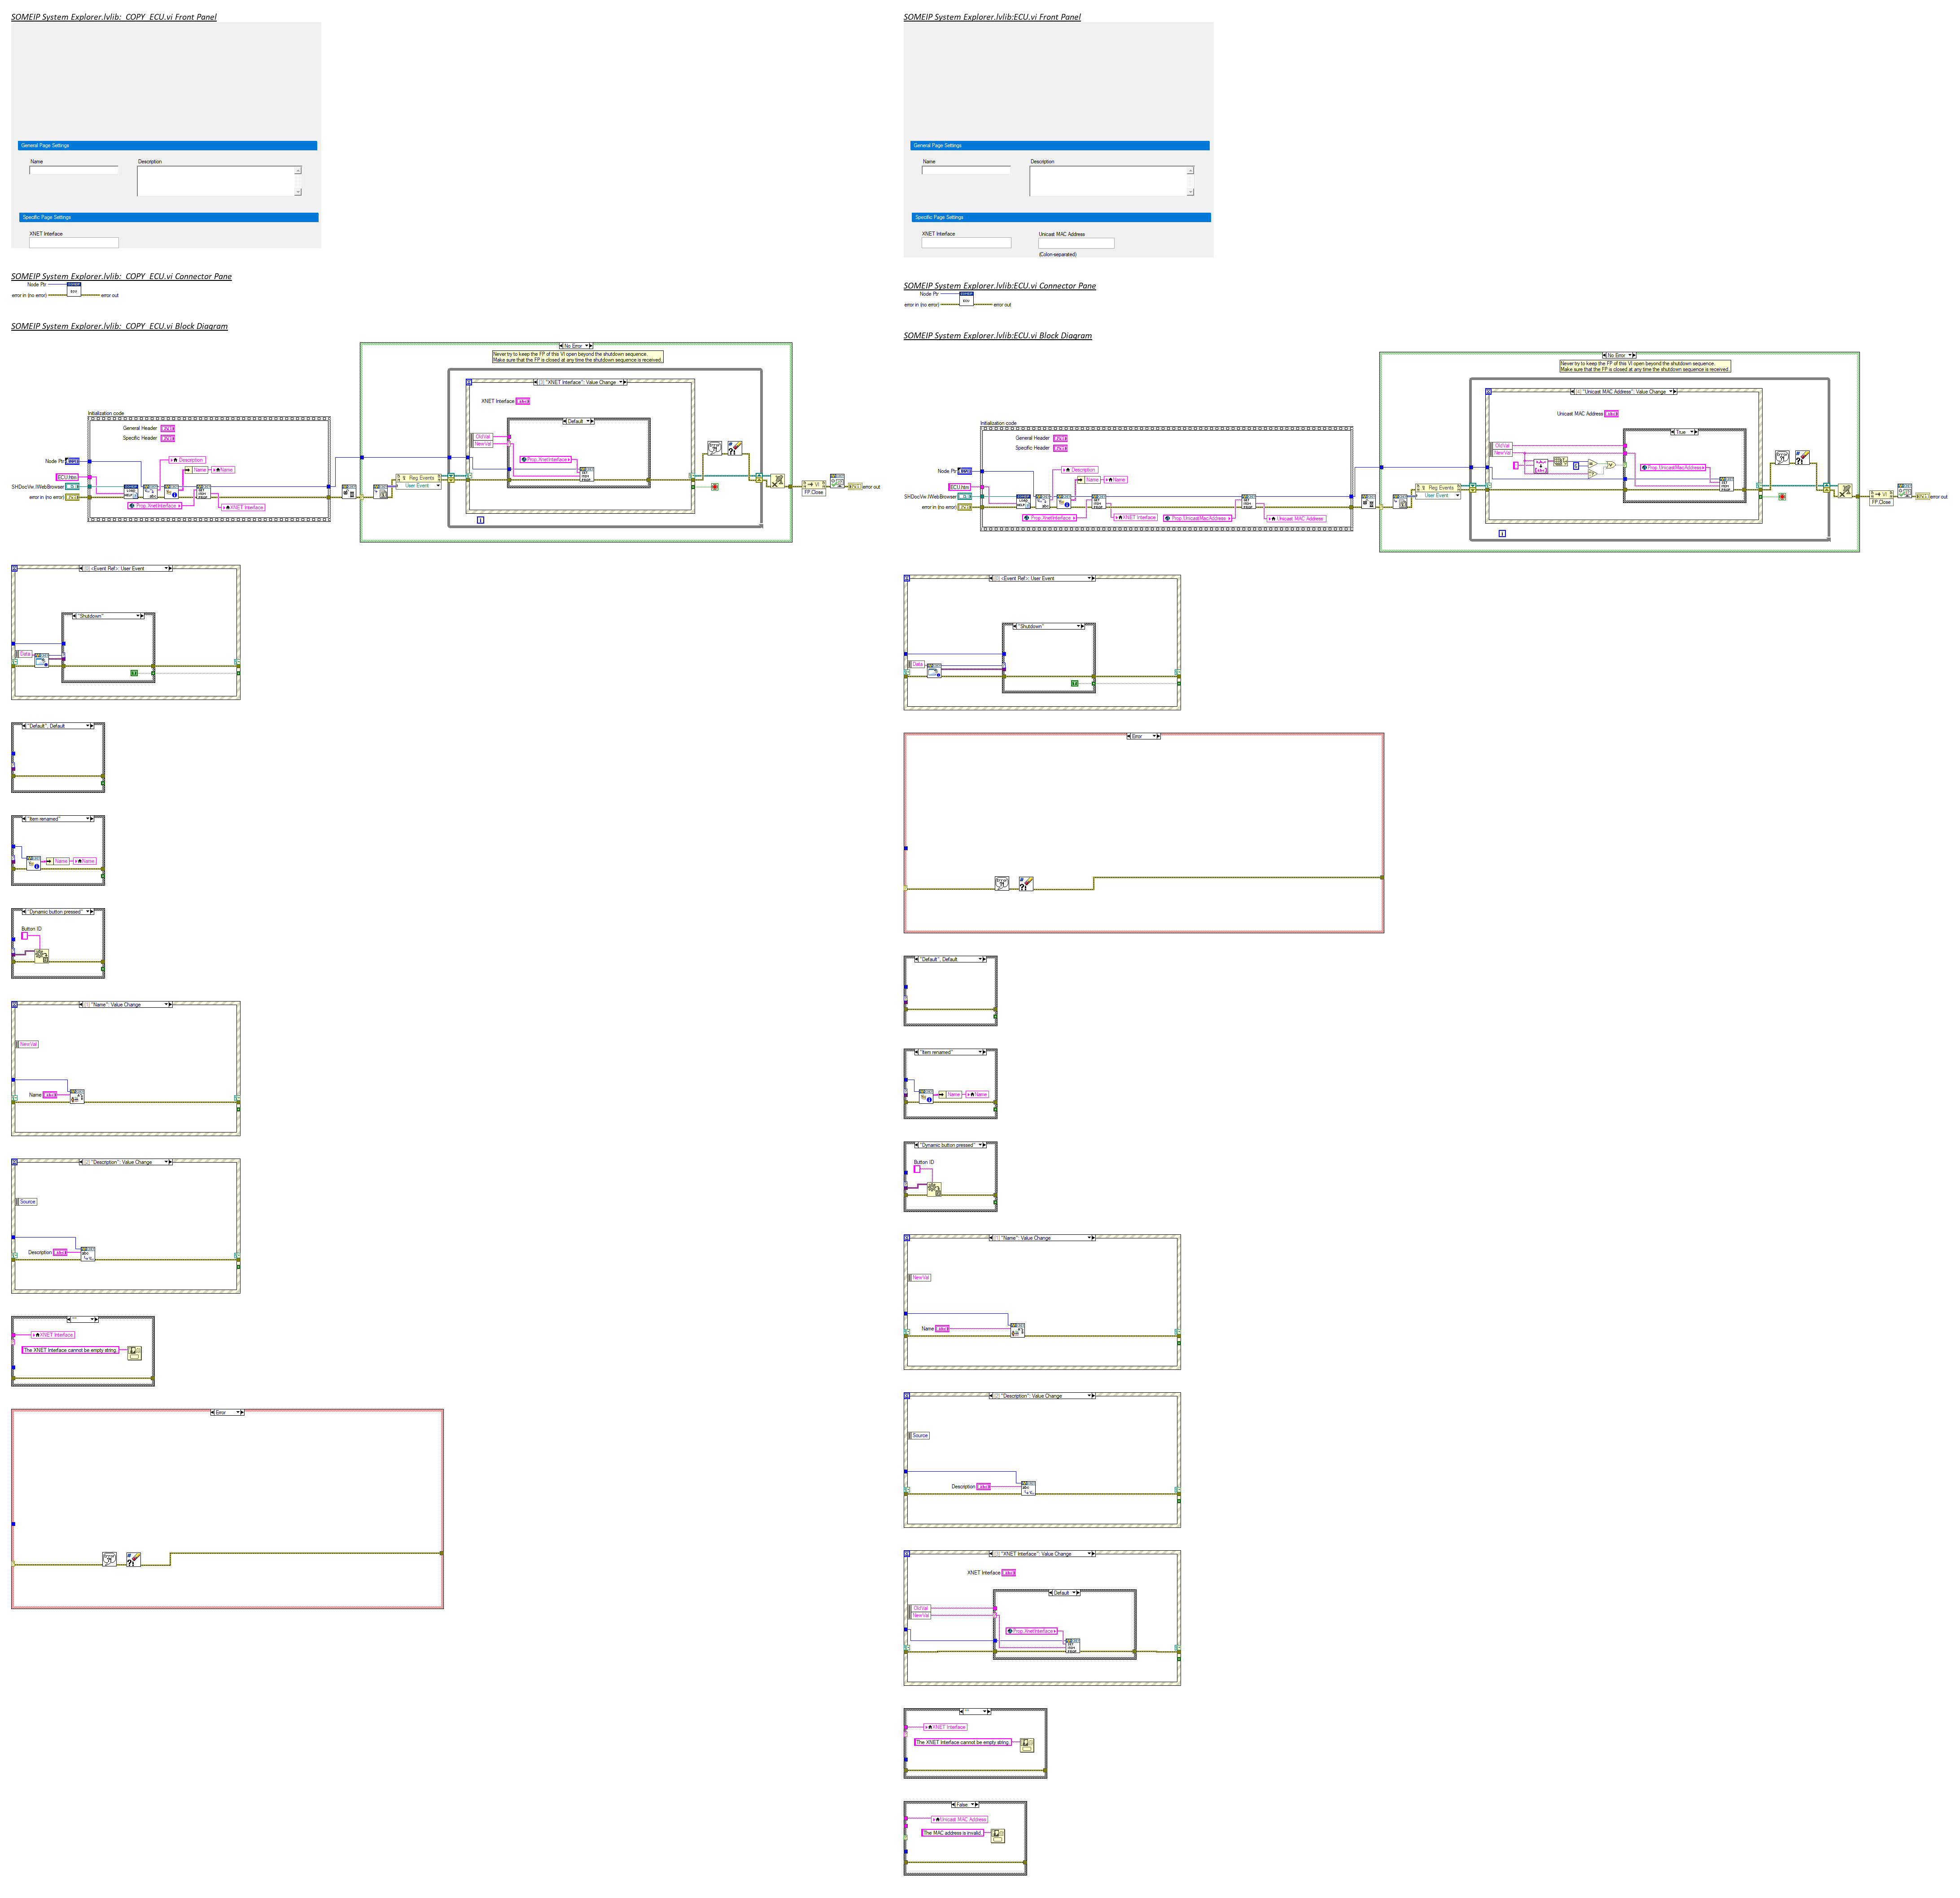 SOMEIP System Explorer.lvlib:_COPY_ECU.vi Front Panel
General Page Settings
Name
Description
Specific Page Settings
XNET Interface
SOMEIP System Explorer.lvlib:_COPY_ECU.vi Connector Pane
Node Ptr
error in (no error)
error out
SOMEIP System Explorer.lvlib:_COPY_ECU.vi Block Diagram
No Error
Never try to keep the FP of this VI open beyond the shutdown sequence.
Make sure that the FP is closed at any time the shutdown sequence is received.
"XNET Interface": Value Change
XNET Interface
Default
OldVal
NewVal
Prop. XnetInterface
Initialization code
General Header
Specific Header
Node Ptr
ECU.htm
SHDocVw.IWebBrowser
error in (no error)
Description
Name
Name
Prop. XnetInterface
XNET Interface
Reg Events
User Event
VI
FP.Close
error out
<Event Ref>: User Event
"Shutdown"
Data
"Default", Default
"Item renamed"
Name
Name
"Dynamic button pressed"
Button ID
"Name": Value Change
NewVal
Name
"Description": Value Change
Source
Description
""
XNET Interface
The XNET Interface cannot be empty string.
Error
SOMEIP System Explorer.lvlib:ECU.vi Front Panel
General Page Settings
Name
Description
Specific Page Settings
XNET Interface
Unicast MAC Address
(Colon-separated)
SOMEIP System Explorer.lvlib:ECU.vi Connector Pane
Node Ptr
error in (no error)
error out
SOMEIP System Explorer.lvlib:ECU.vi Block Diagram
No Error
Never try to keep the FP of this VI open beyond the shutdown sequence.
Make sure that the FP is closed at any time the shutdown sequence is received.
"Unicast MAC Address": Value Change
Unicast MAC Address
True
OldVal
NewVal
Prop. UnicastMacAddress
Initialization code
General Header
Specific Header
Node Ptr
ECU.htm
SHDocVw.IWebBrowser
error in (no error)
Description
Name
Name
Prop. XnetInterface
XNET Interface
Prop. UnicastMacAddress
Unicast MAC Address
Reg Events
User Event
VI
FP.Close
error out
<Event Ref>: User Event
"Shutdown"
Data
Error
"Default", Default
"Item renamed"
Name
Name
"Dynamic button pressed"
Button ID
"Name": Value Change
NewVal
Name
"Description": Value Change
Source
Description
"XNET Interface": Value Change
XNET Interface
Default
OldVal
NewVal
Prop. XnetInterface
""
XNET Interface
The XNET Interface cannot be empty string.
False
Unicast MAC Address
The MAC address is invalid.